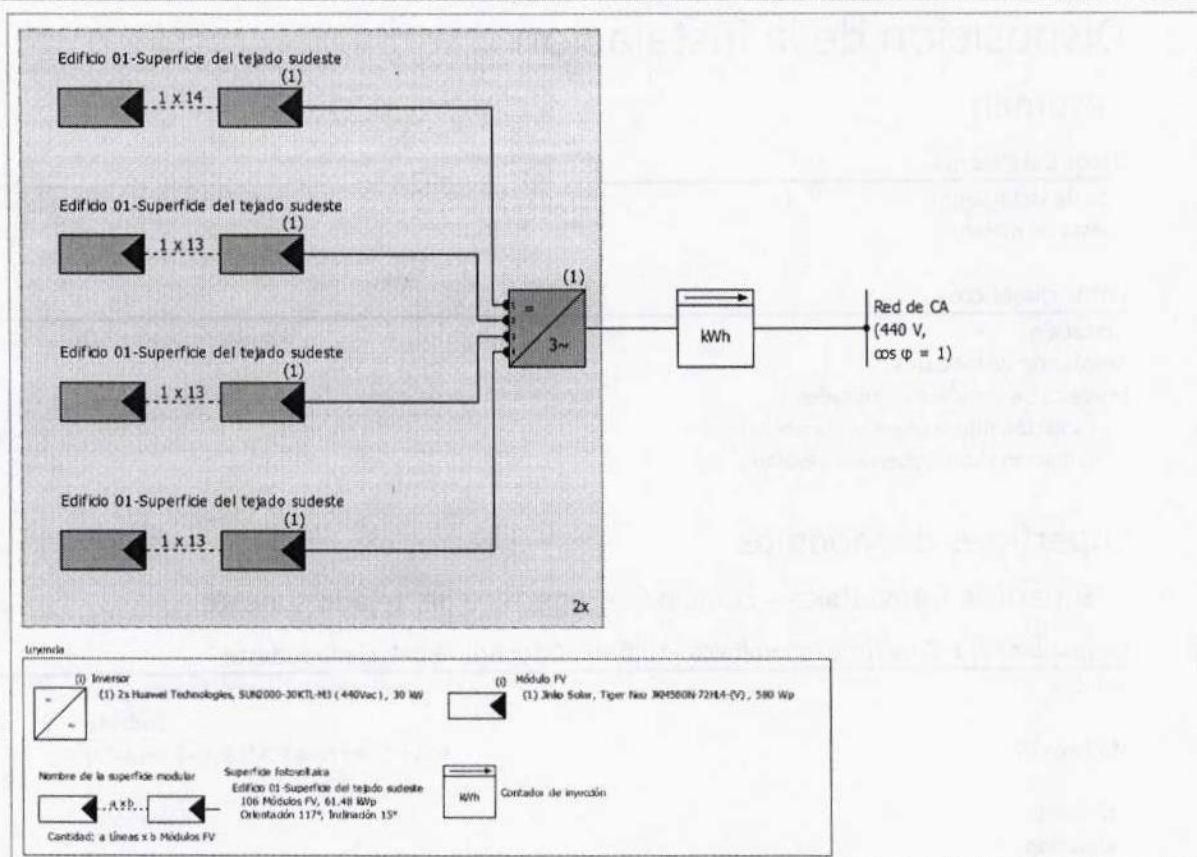 Disposición de la instalación
Edificio 01-Superficie del tejado sudeste
(1)
1 x 14
Edificio 01-Superficie del tejado sudeste
(1)
1 x 13
(1)
=
3~
kWh
Red de CA
(440 V,
cos φ = 1)
Edificio 01-Superficie del tejado sudeste
(1)
1 x 13
Edificio 01-Superficie del tejado sudeste
(1)
1 x 13
2x
Leyenda
(i) Inversor
(1) 2x Huawei Technologies, SUN2000-30KTL-M3 (440Vac), 30 kW
(i) Módulo FV
(1) Jinko Solar, Tiger Neo JKM580N-72HL4-(V), 580 Wp
Nombre de la superficie modular
a x b
Cantidad: a Líneas x b Módulos FV
Superficie fotovoltaica
Edificio 01-Superficie del tejado sudeste
106 Módulos FV, 61.48 kWp
Orientación 117°, Inclinación 15°
kWh
Contador de inyección